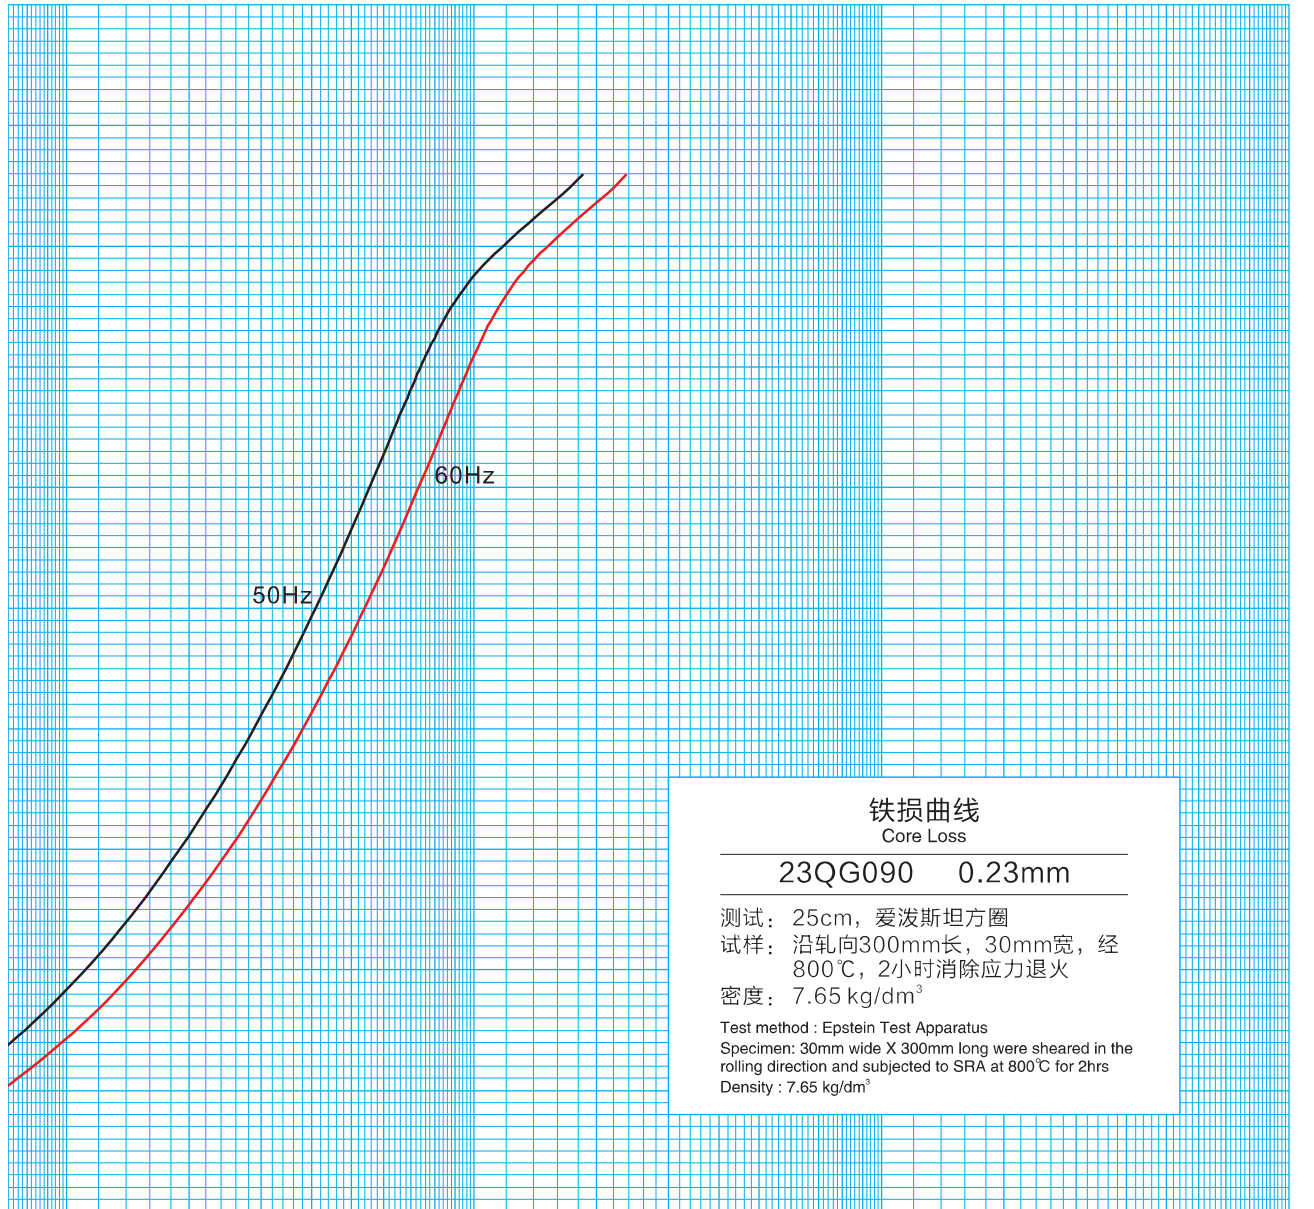 60Hz
50Hz
铁损曲线
Core Loss
23QG090 0.23mm
测试： 25cm，爱泼斯坦方圈
试样： 沿轧向300mm长，30mm宽，经
800℃，2小时消除应力退火
密度： 7.65 kg/dm³
Test method : Epstein Test Apparatus
Specimen: 30mm wide X 300mm long were sheared in the
rolling direction and subjected to SRA at 800℃ for 2hrs
Density : 7.65 kg/dm³